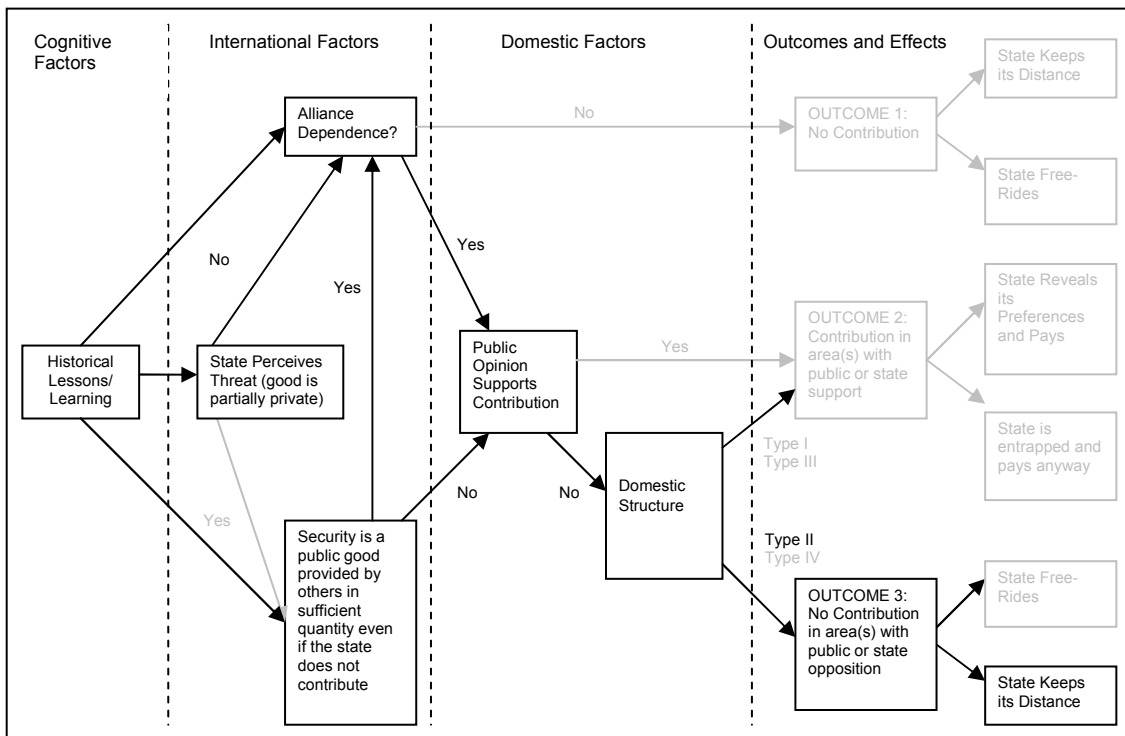 Cognitive
Factors
International Factors
Domestic Factors
Outcomes and Effects
Alliance
Dependence?
No
OUTCOME 1:
No Contribution
State Keeps
its Distance
State Free-
Rides
No
Yes
Yes
Historical
Lessons/
Learning
State Perceives
Threat (good is
partially private)
Public
Opinion
Supports
Contribution
Yes
OUTCOME 2:
Contribution in
area(s) with
public or state
support
State Reveals
its
Preferences
and Pays
State is
entrapped and
pays anyway
Type I
Type III
Yes
No
No
Domestic
Structure
Security is a
public good
provided by
others in
sufficient
quantity even
if the state
does not
contribute
Type II
Type IV
OUTCOME 3:
No Contribution
in area(s) with
public or state
opposition
State Free-
Rides
State Keeps
its Distance